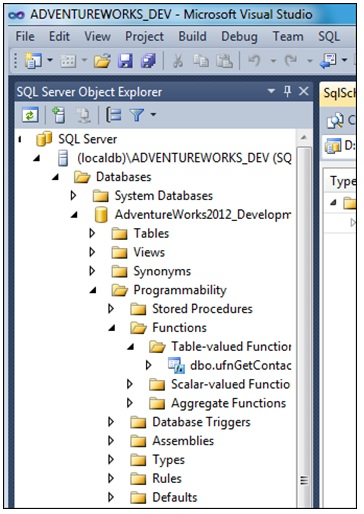 ADVENTUREWORKS_DEV - Microsoft Visual Studio
File Edit View Project Build Debug Team SQL
SQL Server Object Explorer
SqlSch
SQL Server
(localdb)\ADVENTUREWORKS_DEV (SQ
D:
Databases
Type
System Databases
AdventureWorks2012_Developm
Tables
Views
Synonyms
Programmability
Stored Procedures
Functions
Table-valued Function
dbo.ufnGetContac
Scalar-valued Functio
Aggregate Functions
Database Triggers
Assemblies
Types
Rules
Defaults